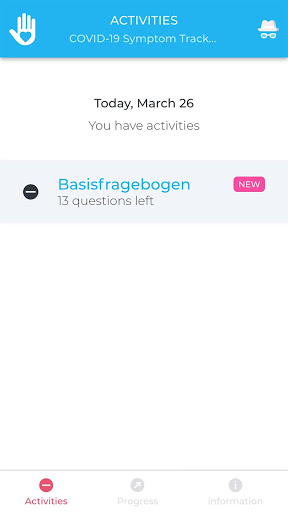 ACTIVITIES
COVID-19 Symptom Track...
Today, March 26
You have activities
Basisfragebogen
NEW
13 questions left
Activities
Progress
Information